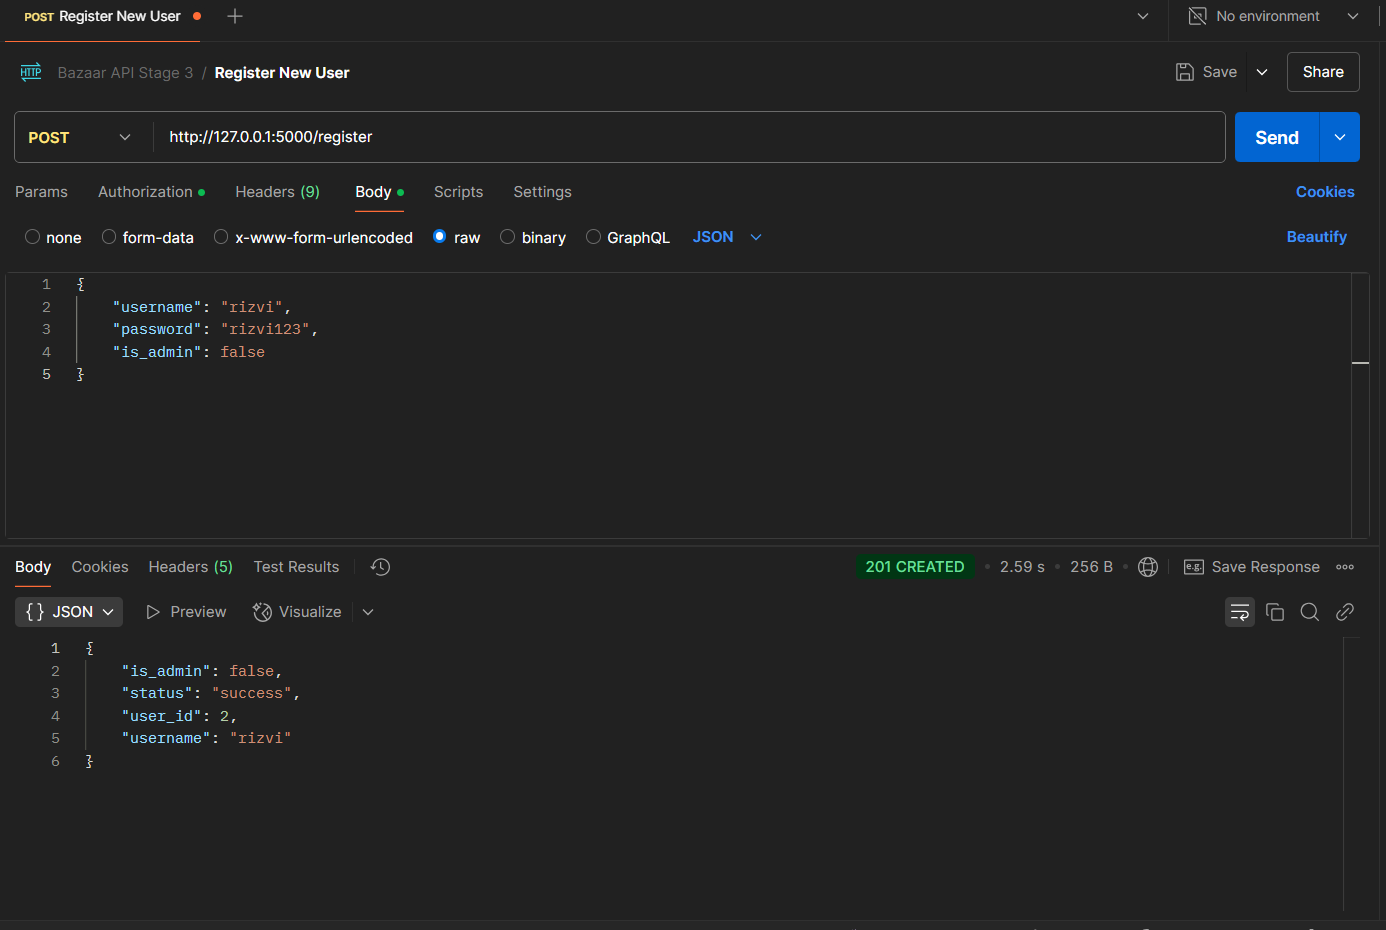 POST Register New User
No environment
HTTP Bazaar API Stage 3 / Register New User
Save
Share
POST http://127.0.0.1:5000/register
Send
Params Authorization Headers (9) Body Scripts Settings
Cookies
none form-data x-www-form-urlencoded raw binary GraphQL JSON
Beautify
1 {
2 "username": "rizvi",
3 "password": "rizvi123",
4 "is_admin": false
5 }
Body Cookies Headers (5) Test Results
201 CREATED • 2.59 s • 256 B • e.g. Save Response
{} JSON Preview Visualize
1 {
2 "is_admin": false,
3 "status": "success",
4 "user_id": 2,
5 "username": "rizvi"
6 }